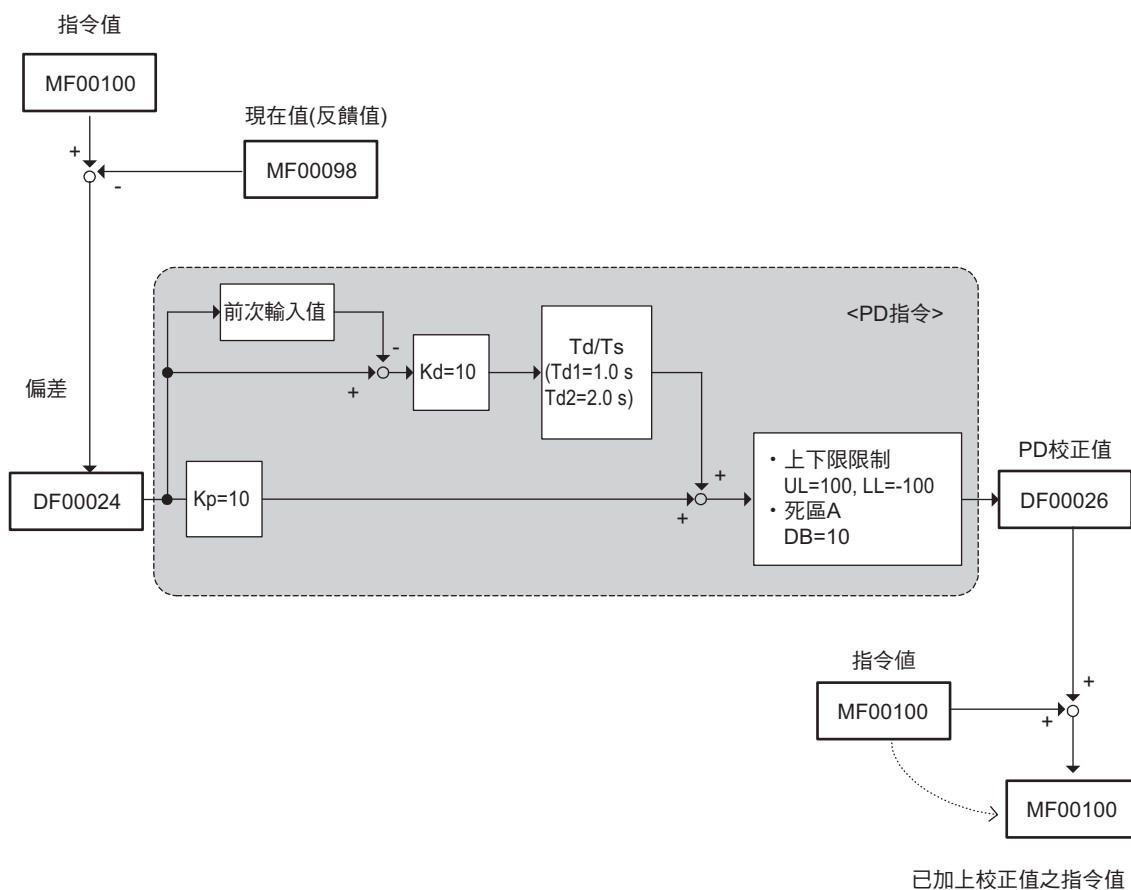 指令值
MF00100
現在值(反饋值)
MF00098
+
-
前次輸入值
<PD指令>
-
+
Kd=10
Td/Ts
(Td1=1.0 s
Td2=2.0 s)
偏差
DF00024
Kp=10
+
+
・上下限限制
UL=100, LL=-100
・死區A
DB=10
PD校正值
DF00026
指令值
MF00100
+
+
MF00100
已加上校正值之指令值